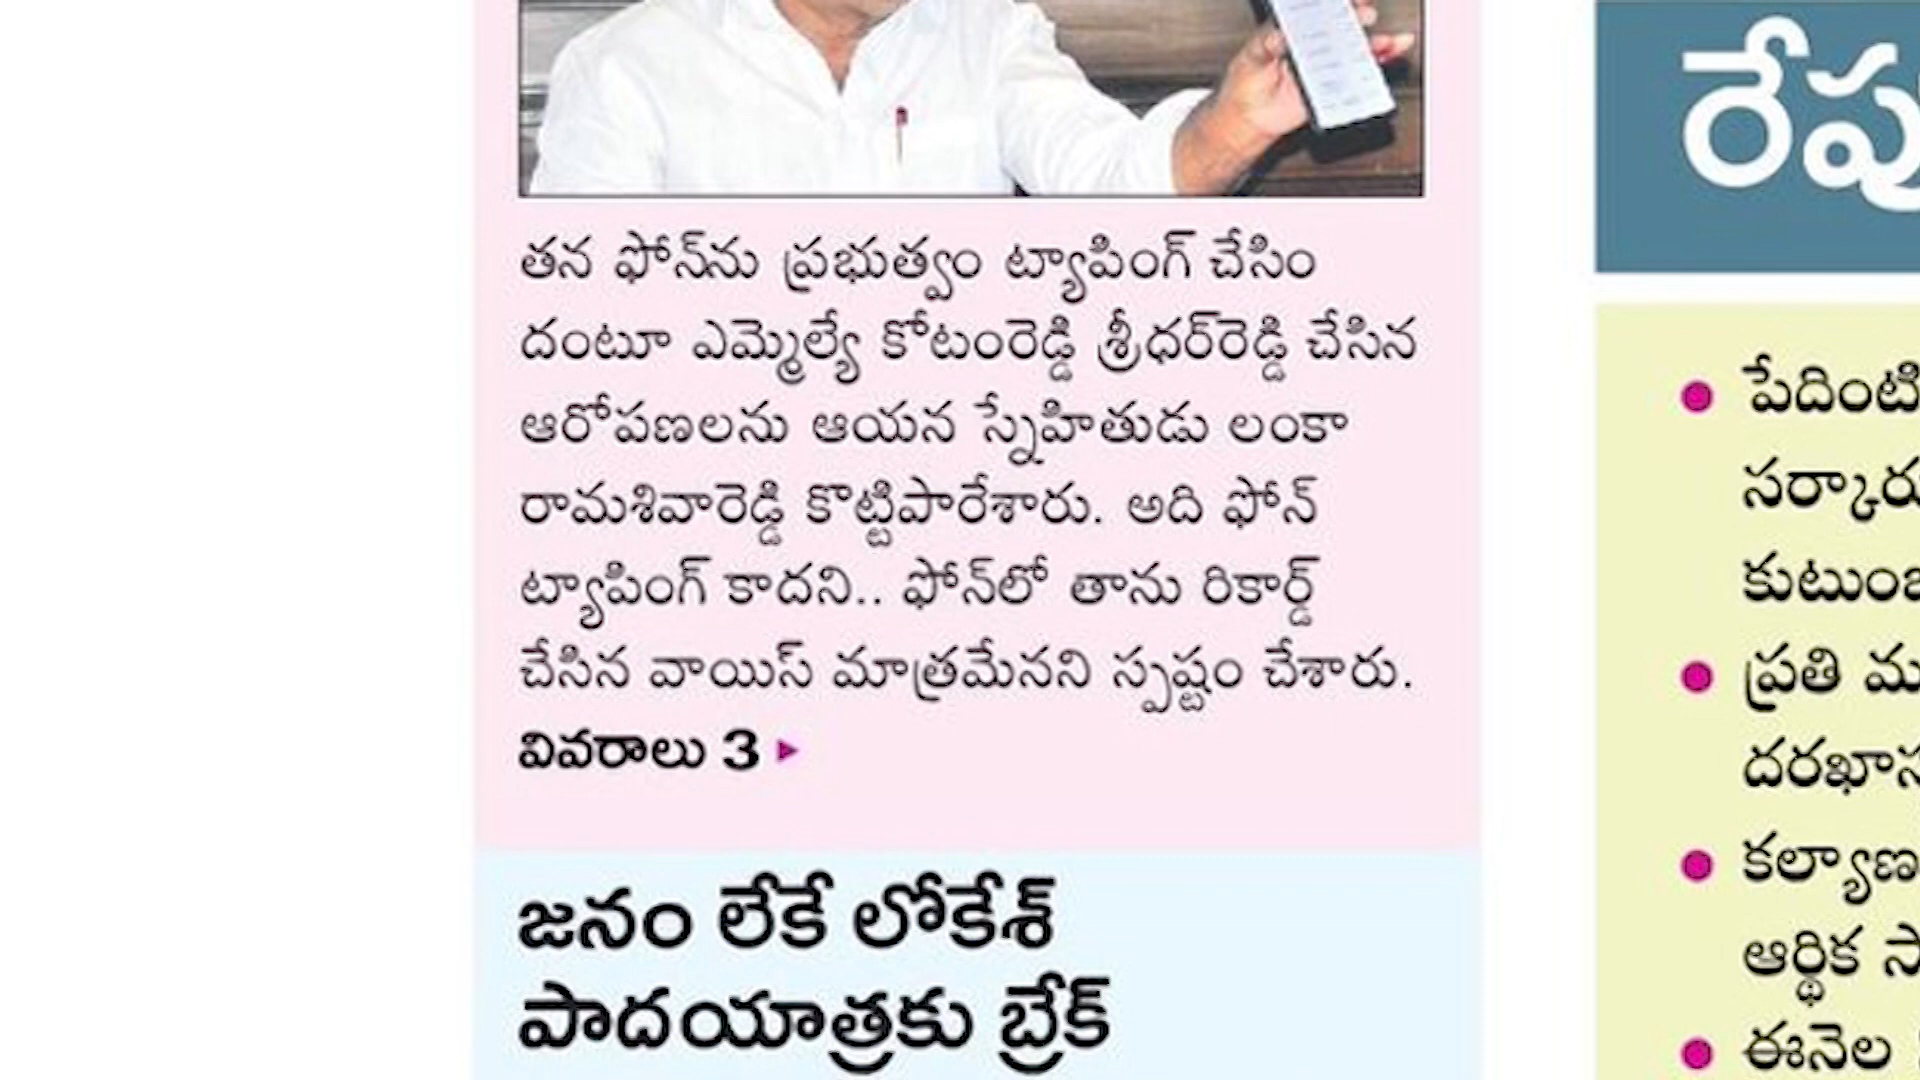 తన ఫోన్‌ను ప్రభుత్వం ట్యాపింగ్ చేసిం
దంటూ ఎమ్మెల్యే కోటంరెడ్డి శ్రీధర్‌రెడ్డి చేసిన
ఆరోపణలను ఆయన స్నేహితుడు లంకా
రామశివారెడ్డి కొట్టిపారేశారు. అది ఫోన్
ట్యాపింగ్ కాదని.. ఫోన్‌లో తాను రికార్డ్
చేసిన వాయిస్ మాత్రమేనని స్పష్టం చేశారు.
వివరాలు 3
జనం లేకే లోకేశ్
పాదయాత్రకు బ్రేక్
రేపు
పేదింటి
సర్కారు
ప్రతి
కల్యాణ
ఆర్థిక
ఈనెల